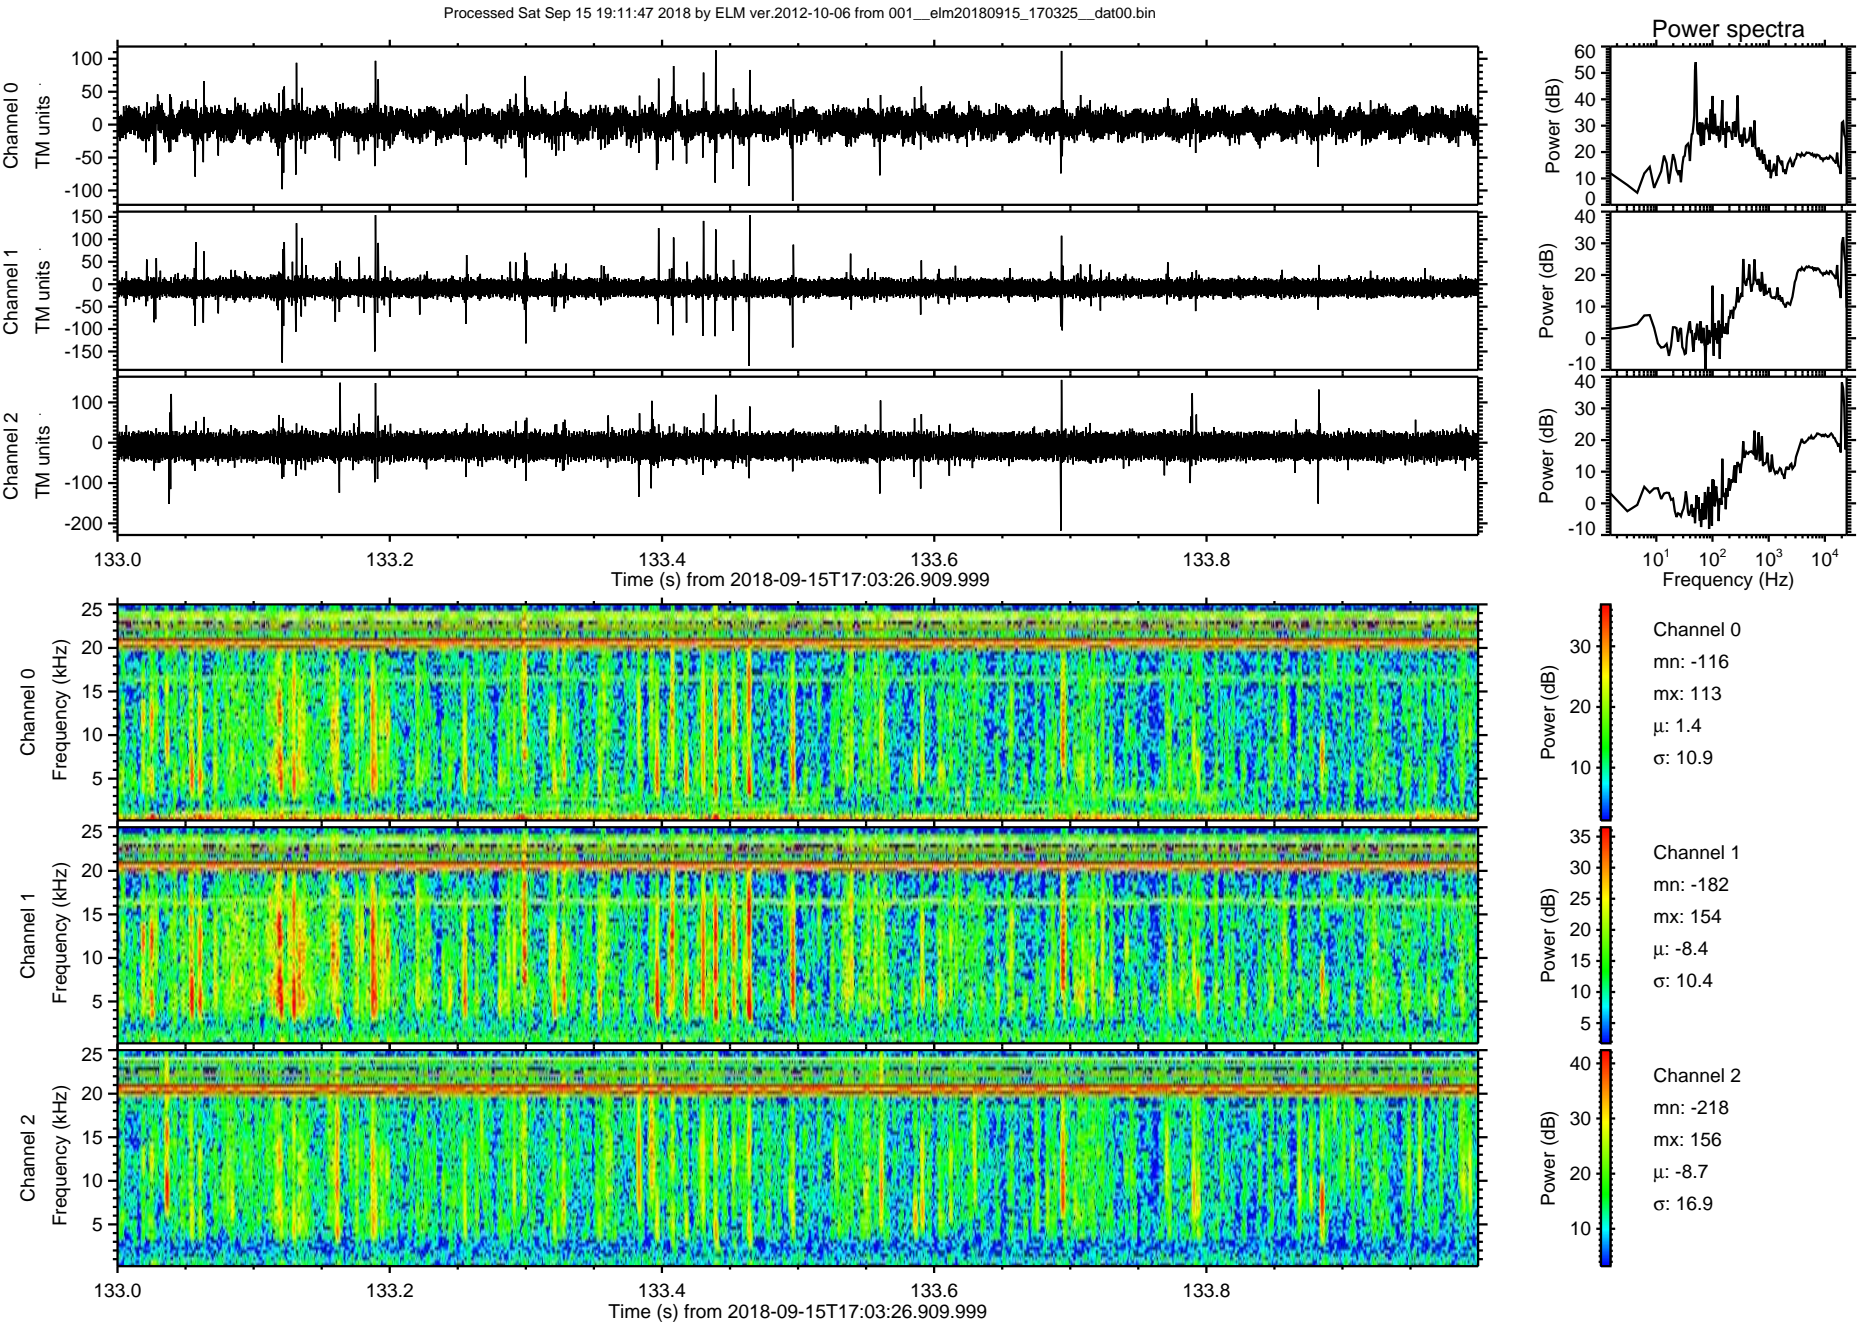 Processed Sat Sep 15 19:11:47 2018 by ELM ver.2012-10-06 from 001__elm20180915_170325__dat00.bin
Power spectra
Channel 0
TM units
100
50
0
-50
-100
Power (dB)
60
50
40
30
20
10
0
Channel 1
TM units
150
100
50
0
-50
-100
-150
Power (dB)
40
30
20
10
0
-10
Channel 2
TM units
100
0
-100
-200
Power (dB)
40
30
20
10
0
-10
133.0 133.2 133.4 133.6 133.8
Time (s) from 2018-09-15T17:03:26.909.999
10^1 10^2 10^3 10^4
Frequency (Hz)
Channel 0
Frequency (kHz)
25
20
15
10
5
Power (dB)
30
20
10
Channel 0
mn: -116
mx: 113
μ: 1.4
σ: 10.9
Channel 1
Frequency (kHz)
25
20
15
10
5
Power (dB)
35
30
25
20
15
10
5
Channel 1
mn: -182
mx: 154
μ: -8.4
σ: 10.4
Channel 2
Frequency (kHz)
25
20
15
10
5
Power (dB)
40
30
20
10
Channel 2
mn: -218
mx: 156
μ: -8.7
σ: 16.9
133.0 133.2 133.4 133.6 133.8
Time (s) from 2018-09-15T17:03:26.909.999